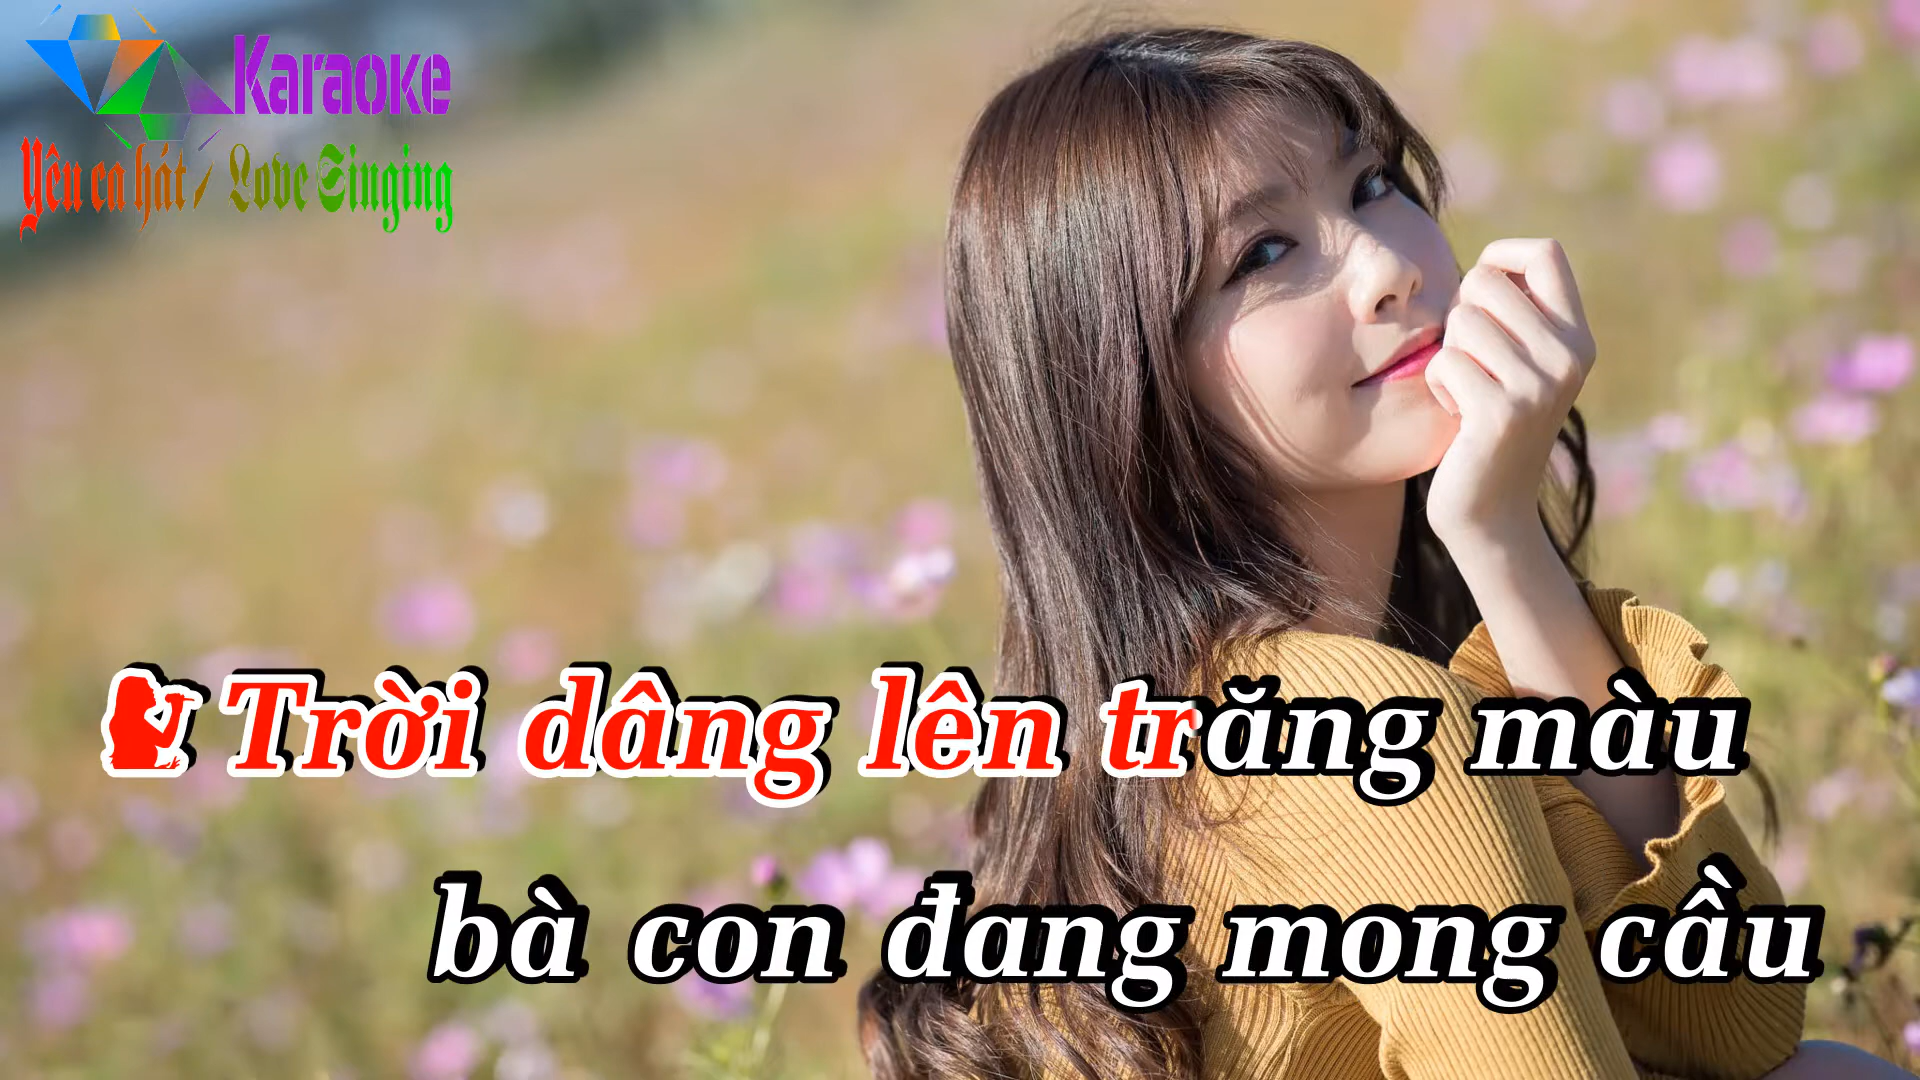 Karaoke
Yêu ca hát / Love Singing
Trời dâng lên trăng màu
bà con đang mong cầu